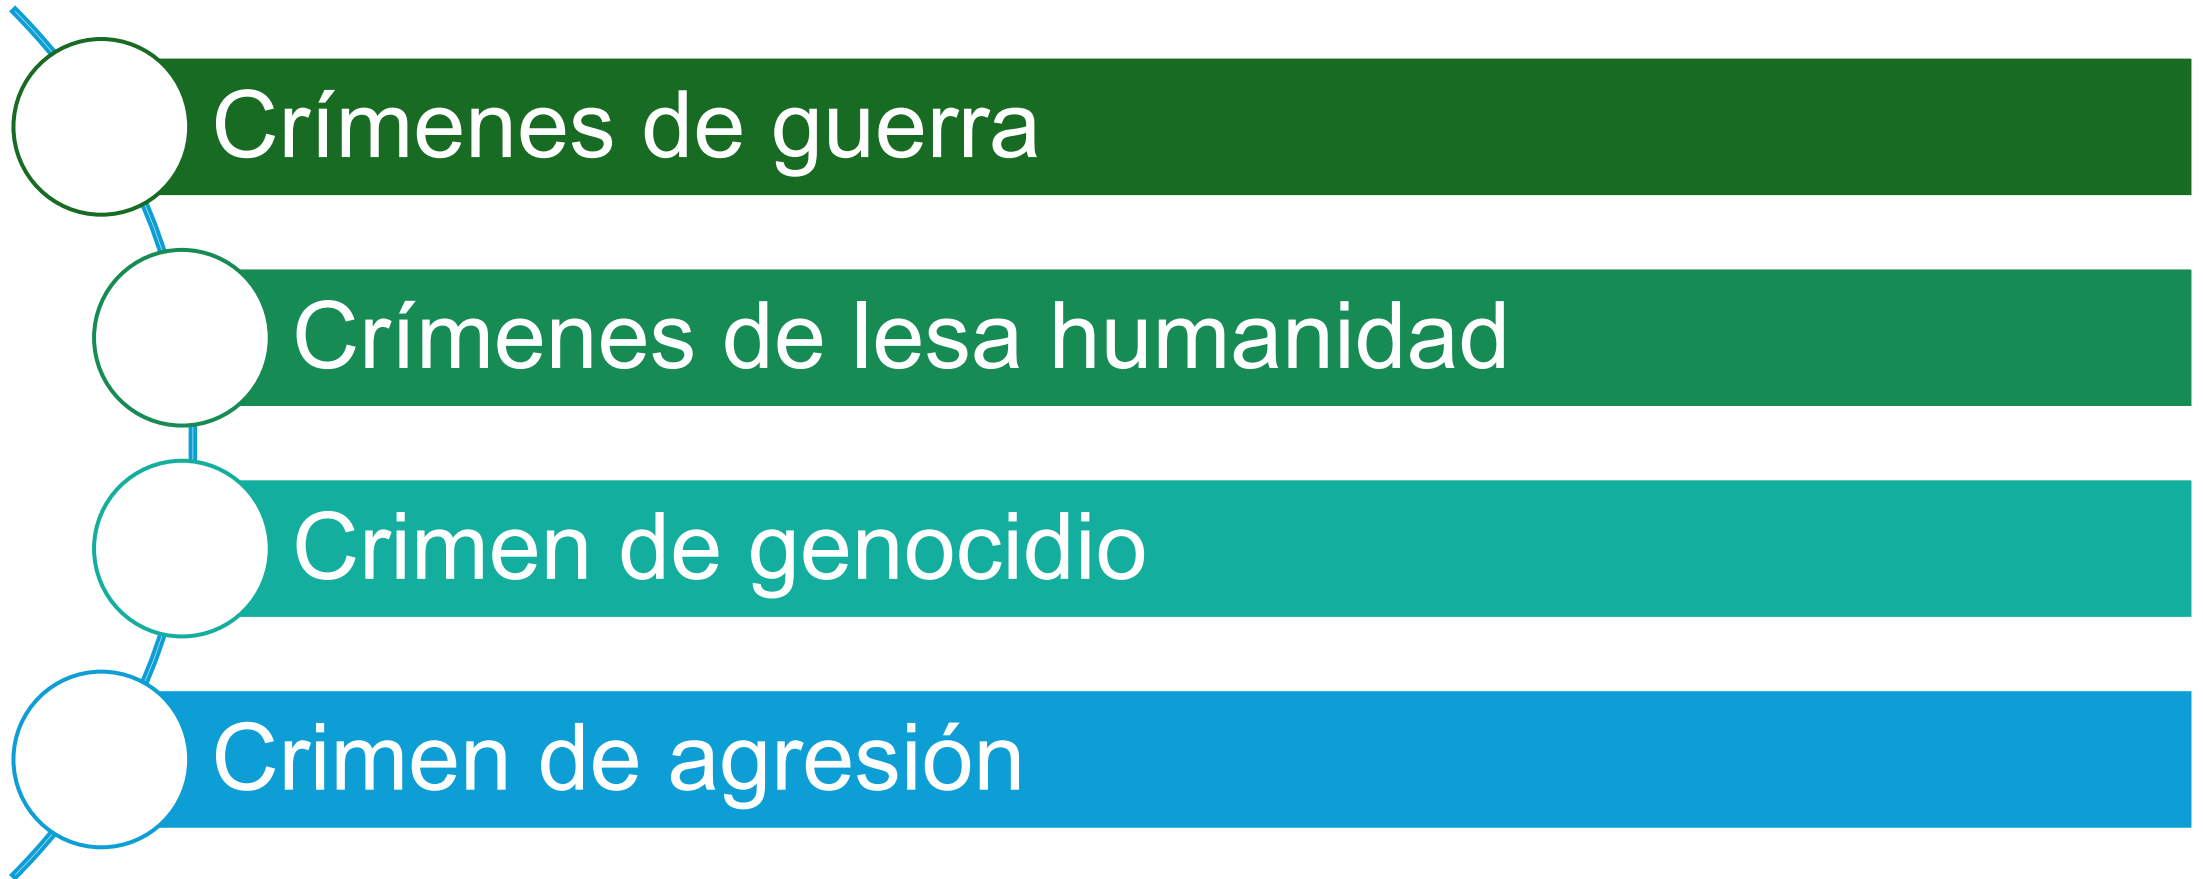 Crímenes de guerra
Crímenes de lesa humanidad
Crimen de genocidio
Crimen de agresión